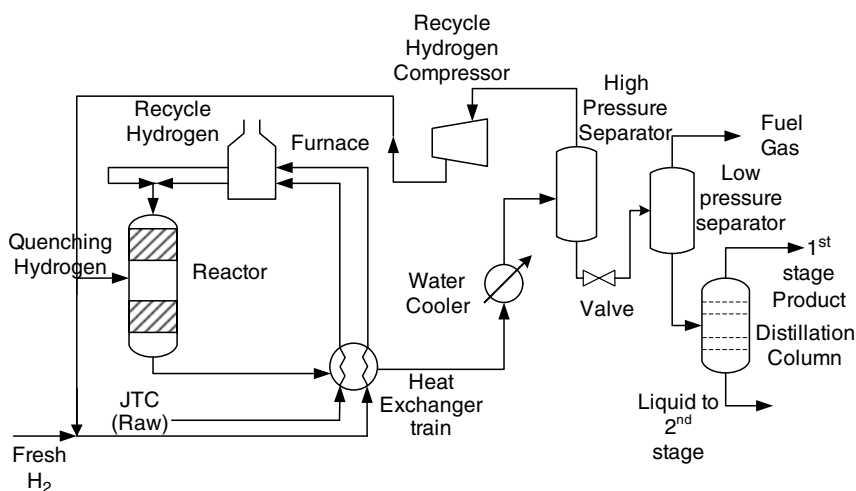 Recycle
Hydrogen
Compressor
Recycle
Hydrogen
Furnace
High
Pressure
Separator
Fuel
Gas
Low
pressure
separator
Quenching
Hydrogen
Reactor
Water
Cooler
Valve
1st
stage
Product
Distillation
Column
JTC
(Raw)
Heat
Exchanger
train
Liquid to
2nd
stage
Fresh
H2